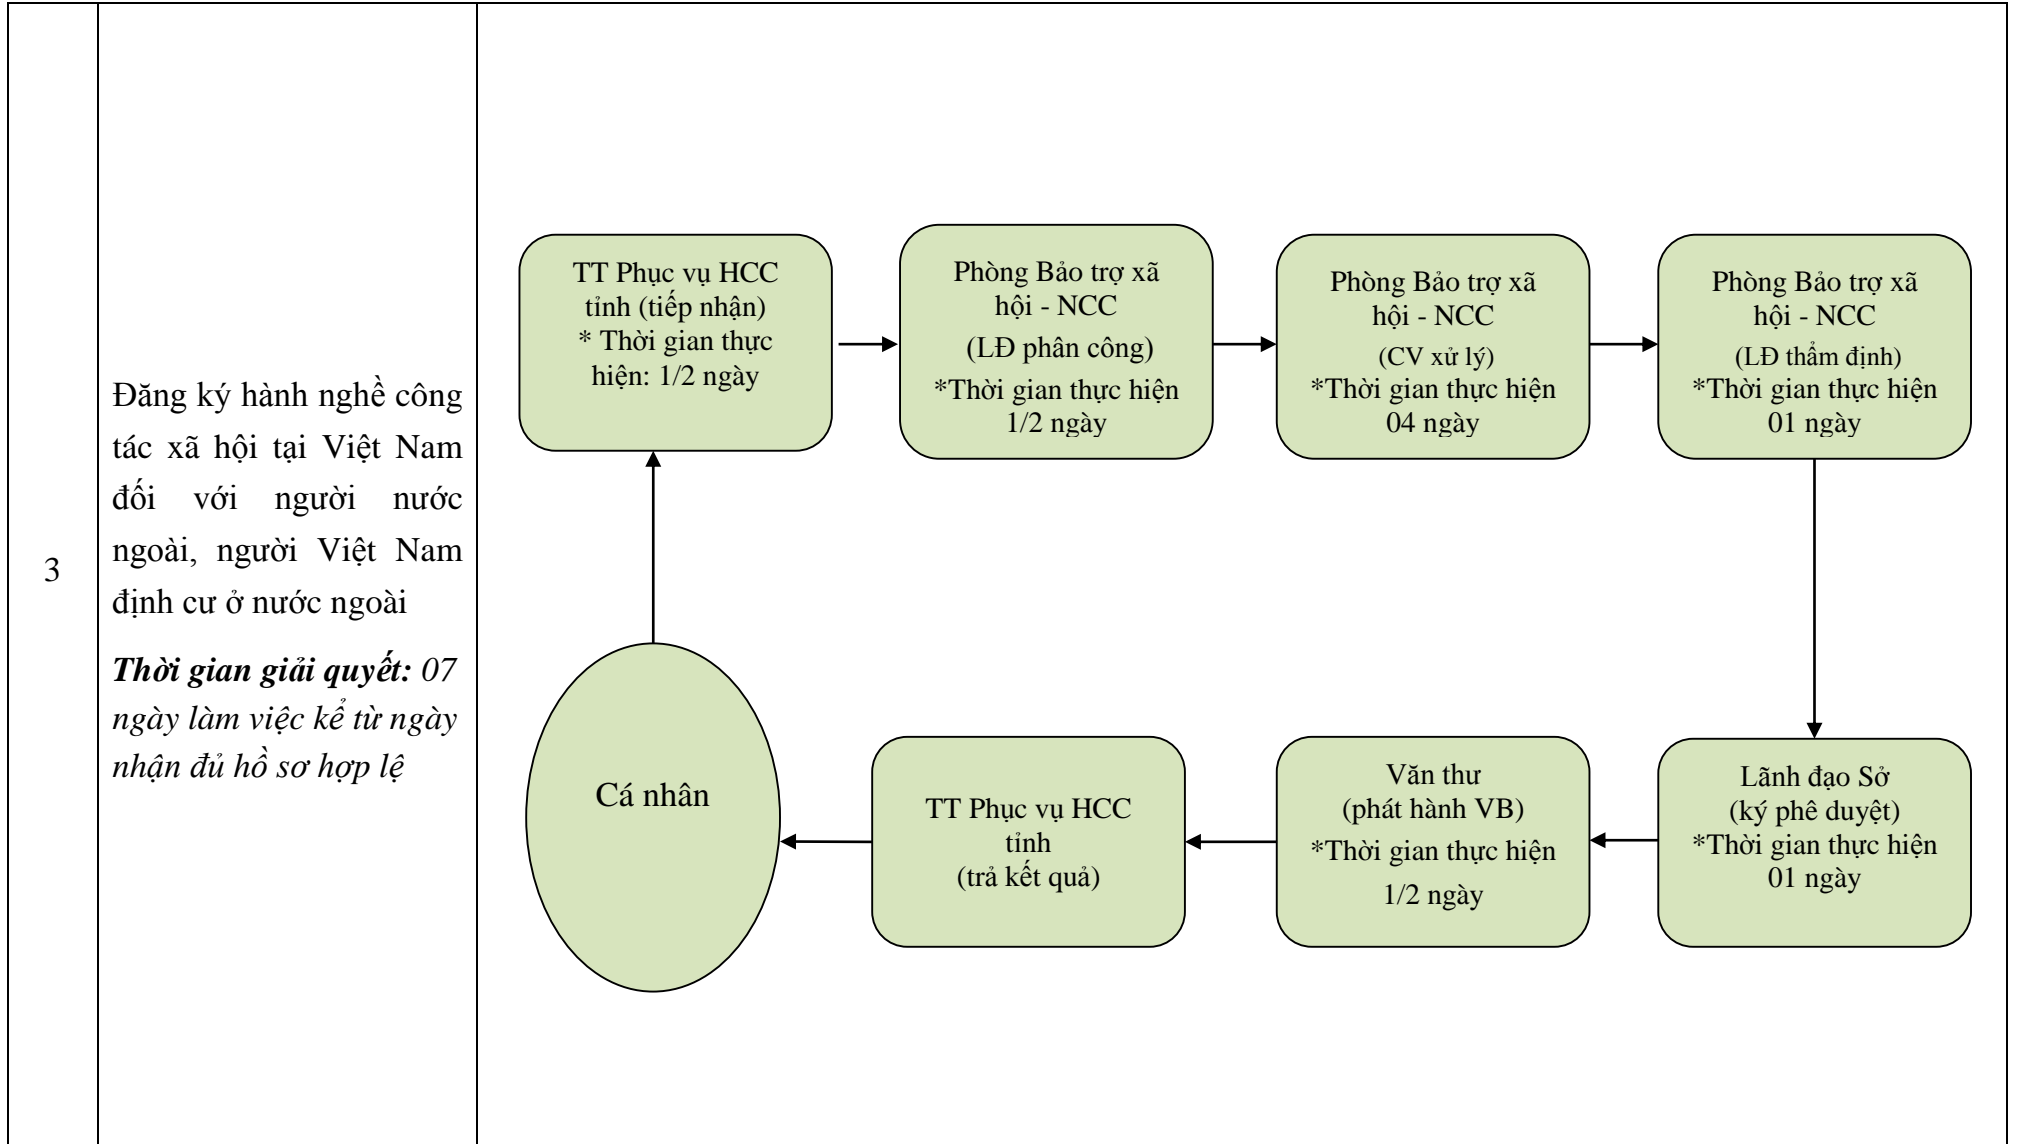 3
Đăng ký hành nghề công
tác xã hội tại Việt Nam
đối với người nước
ngoài, người Việt Nam
định cư ở nước ngoài
Thời gian giải quyết: 07
ngày làm việc kể từ ngày
nhận đủ hồ sơ hợp lệ
TT Phục vụ HCC
tỉnh (tiếp nhận)
* Thời gian thực
hiện: 1/2 ngày
Phòng Bảo trợ xã
hội - NCC
(LĐ phân công)
*Thời gian thực hiện
1/2 ngày
Phòng Bảo trợ xã
hội - NCC
(CV xử lý)
*Thời gian thực hiện
04 ngày
Phòng Bảo trợ xã
hội - NCC
(LĐ thẩm định)
*Thời gian thực hiện
01 ngày
Lãnh đạo Sở
(ký phê duyệt)
*Thời gian thực hiện
01 ngày
Văn thư
(phát hành VB)
*Thời gian thực hiện
1/2 ngày
TT Phục vụ HCC
tỉnh
(trả kết quả)
Cá nhân